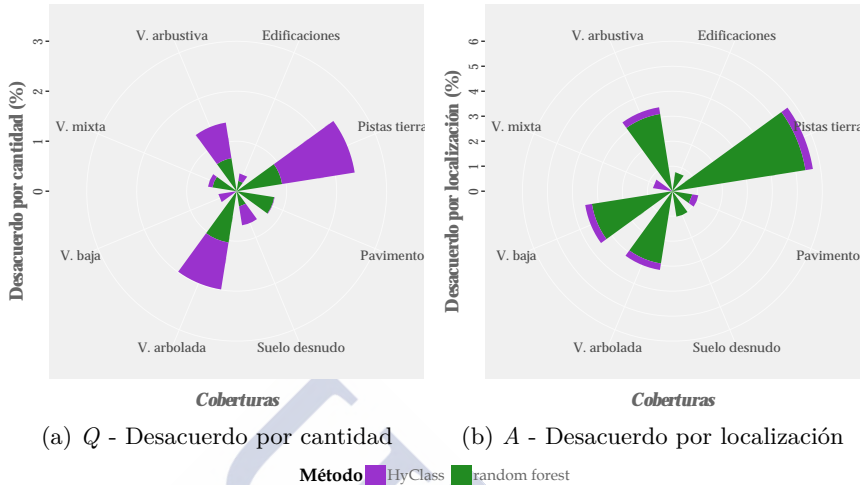 Desacuerdo por cantidad (%)
3
2
1
0
V. arbustiva
Edificaciones
V. mixta
Pistas tierra
V. baja
Pavimento
V. arbolada
Suelo desnudo
Coberturas
(a) Q - Desacuerdo por cantidad
Desacuerdo por localización (%)
6
5
4
3
2
1
0
V. arbustiva
Edificaciones
V. mixta
Pistas tierra
V. baja
Pavimento
V. arbolada
Suelo desnudo
Coberturas
(b) A - Desacuerdo por localización
Método HyClass random forest